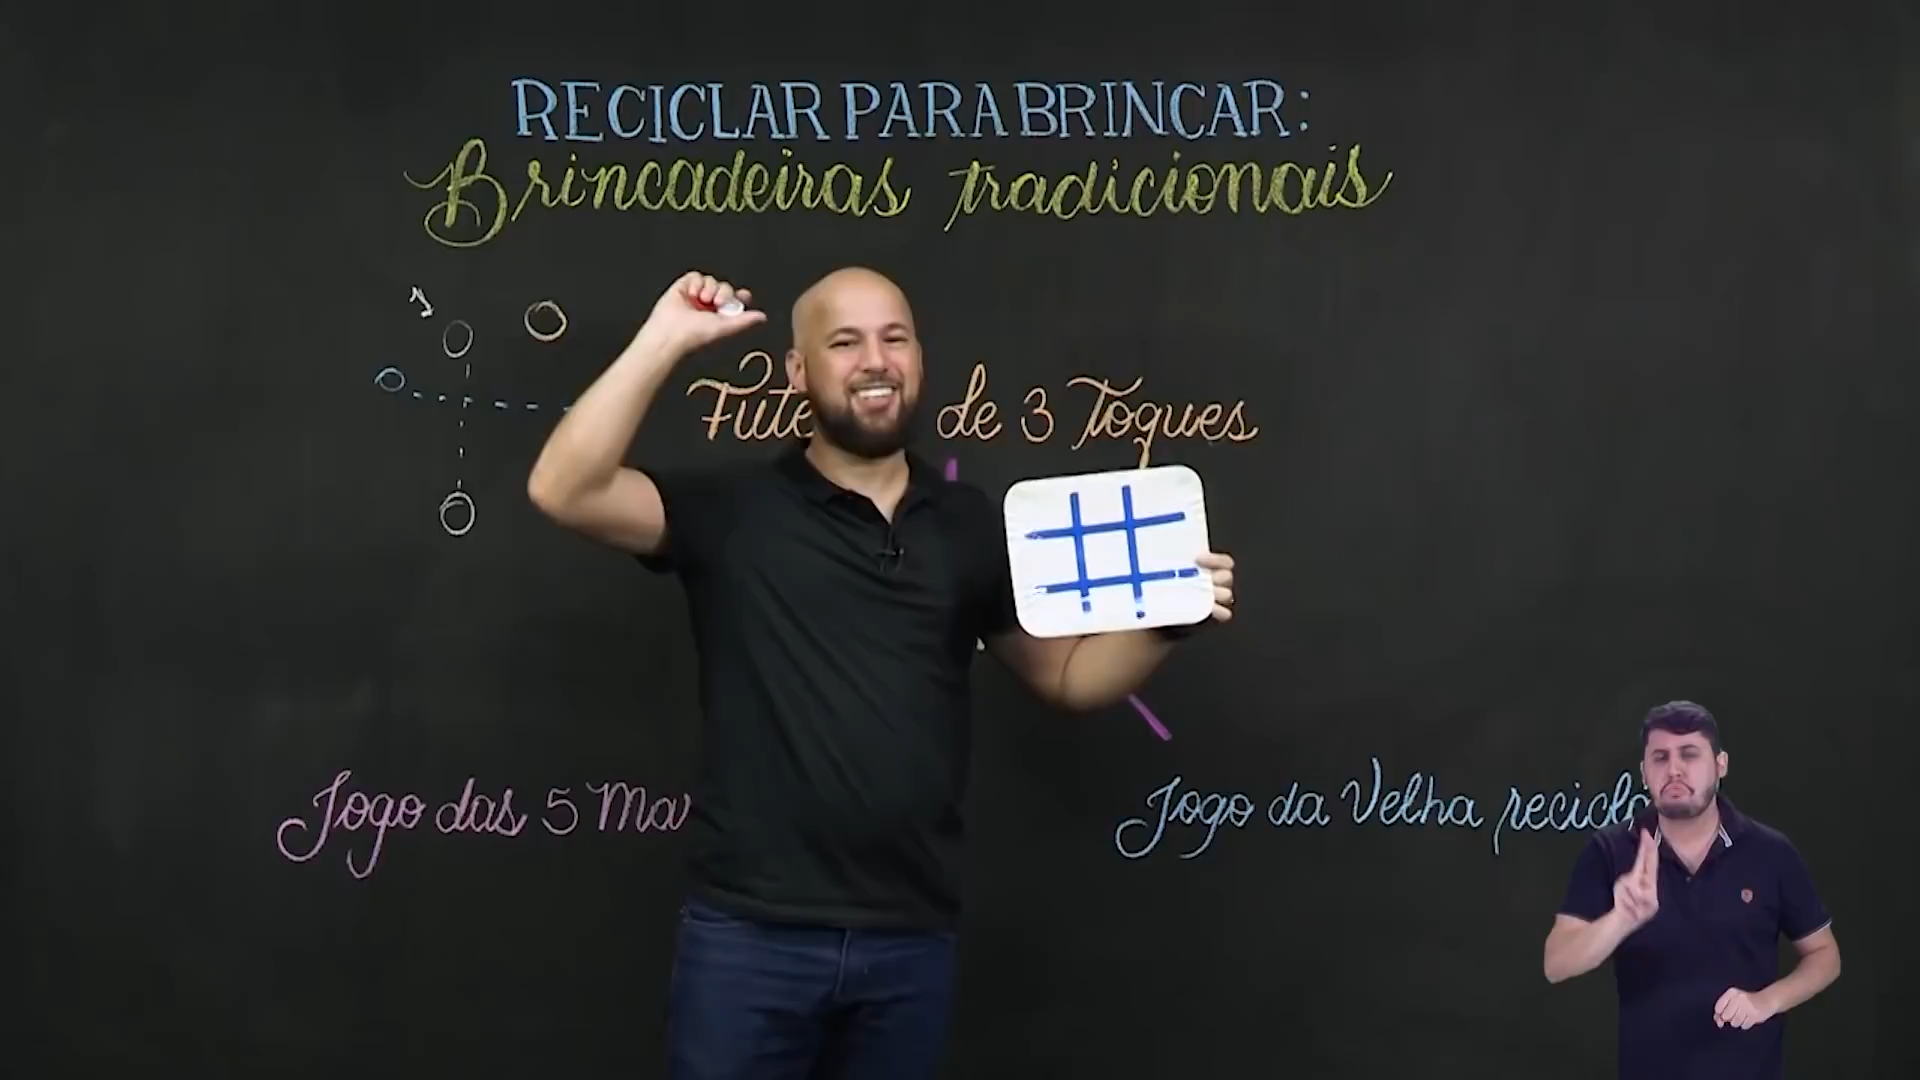 RECICLAR PARA BRINCAR:
Brincadeiras tradicionais
de 3 Toques
Jogo das 5
Jogo da Velha